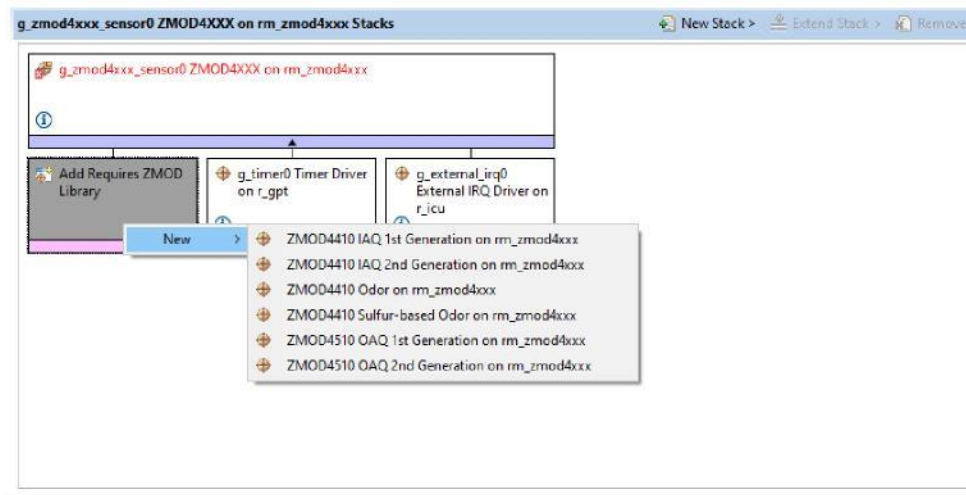 g_zmod4xxx_sensor0 ZMOD4XXX on rm_zmod4xxx Stacks
New Stack > Extend Stack > Remove
g_zmod4xxx_sensor0 ZMOD4XXX on rm_zmod4xxx
Add Requires ZMOD
Library
g_timer0 Timer Driver
on r_gpt
g_external_irq0
External IRQ Driver on
r_icu
New >
ZMOD4410 IAQ 1st Generation on rm_zmod4xxx
ZMOD4410 IAQ 2nd Generation on rm_zmod4xxx
ZMOD4410 Odor on rm_zmod4xxx
ZMOD4410 Sulfur-based Odor on rm_zmod4xxx
ZMOD4510 OAQ 1st Generation on rm_zmod4xxx
ZMOD4510 OAQ 2nd Generation on rm_zmod4xxx